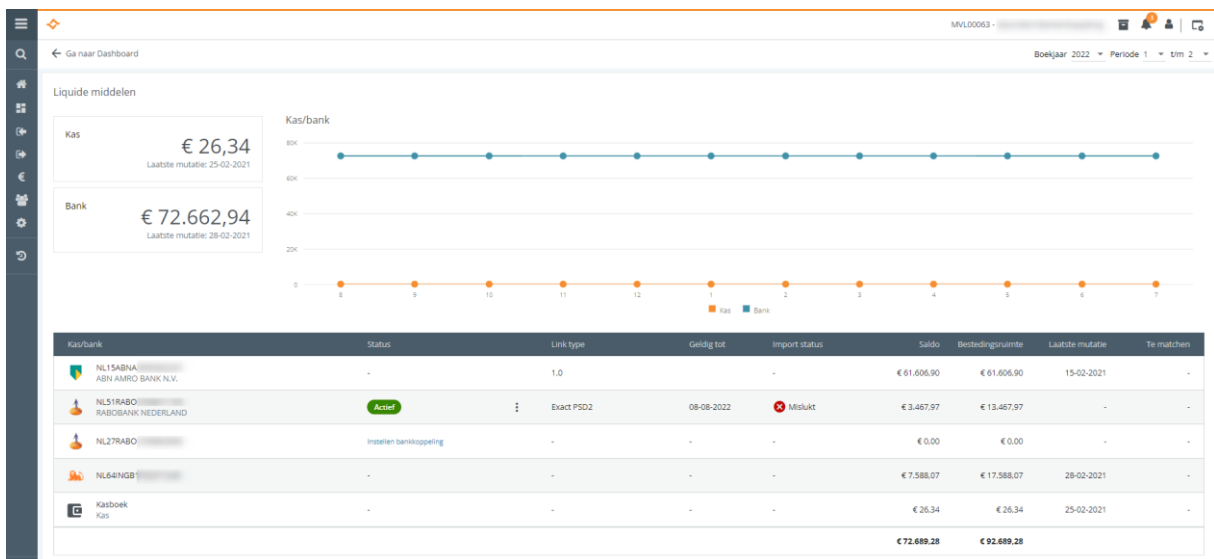 3
MVL00063 -
Ga naar Dashboard
Boekjaar 2022 Periode 1 t/m 2
Liquide middelen
Kas
€ 26,34
Laatste mutatie: 25-02-2021
Bank
€ 72.662,94
Laatste mutatie: 28-02-2021
Kas/bank
80K
60K
40K
20K
0
8 9 10 11 12 1 2 3 4 5 6 7
Kas Bank
Kas/bank Status Link type Geldig tot Import status Saldo Bestedingsruimte Laatste mutatie Te matchen
NL15ABNA
ABN AMRO BANK N.V. - 1.0 € 61.606,90 € 61.606,90 15-02-2021 -
NL51RABO
RABOBANK NEDERLAND Actief Exact PSD2 08-08-2022 Mislukt € 3.467,97 € 13.467,97 - -
NL27RABO Instellen bankkoppeling - - - € 0,00 € 0,00 - -
NL64INGB - - - - € 7.588,07 € 17.588,07 28-02-2021 -
Kasboek
Kas - - - - € 26,34 € 26,34 25-02-2021 -
€ 72.689,28 € 92.689,28